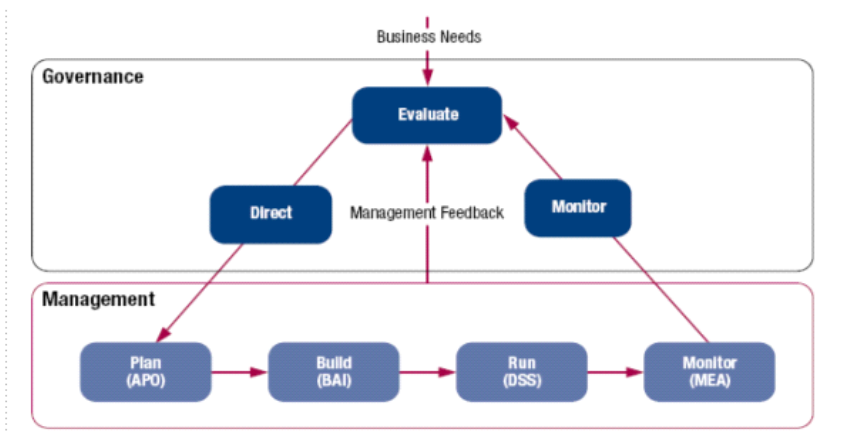 Business Needs
Governance
Evaluate
Direct
Management Feedback
Monitor
Management
Plan
(APO)
Build
(BAI)
Run
(DSS)
Monitor
(MEA)